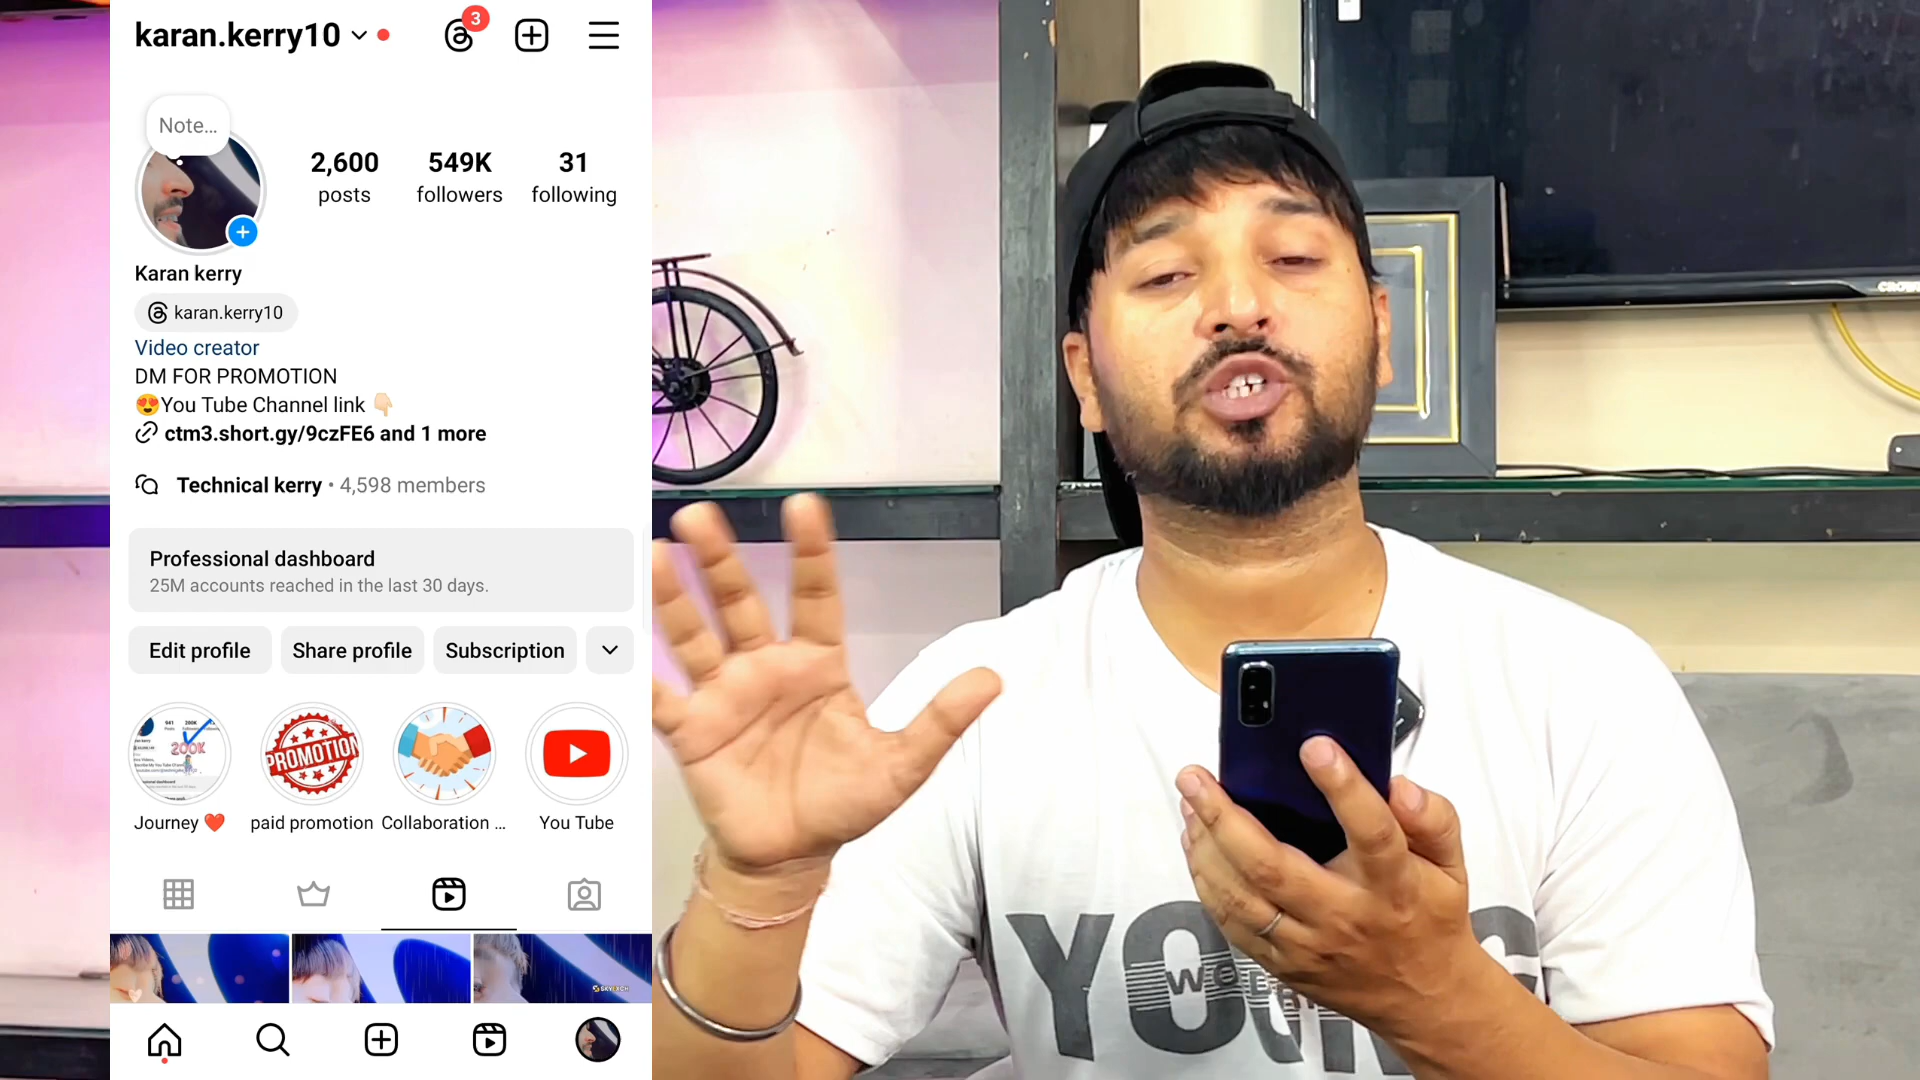 karan.kerry10
3
Note...
2,600 549K 31
posts followers following
Karan kerry
karan.kerry10
Video creator
DM FOR PROMOTION
😍You Tube Channel link 👇🏻
ctm3.short.gy/9czFE6 and 1 more
Technical kerry • 4,598 members
Professional dashboard
25M accounts reached in the last 30 days.
Edit profile Share profile Subscription
200K
PROMOTION
Journey ❤️ paid promotion Collaboration ... You Tube